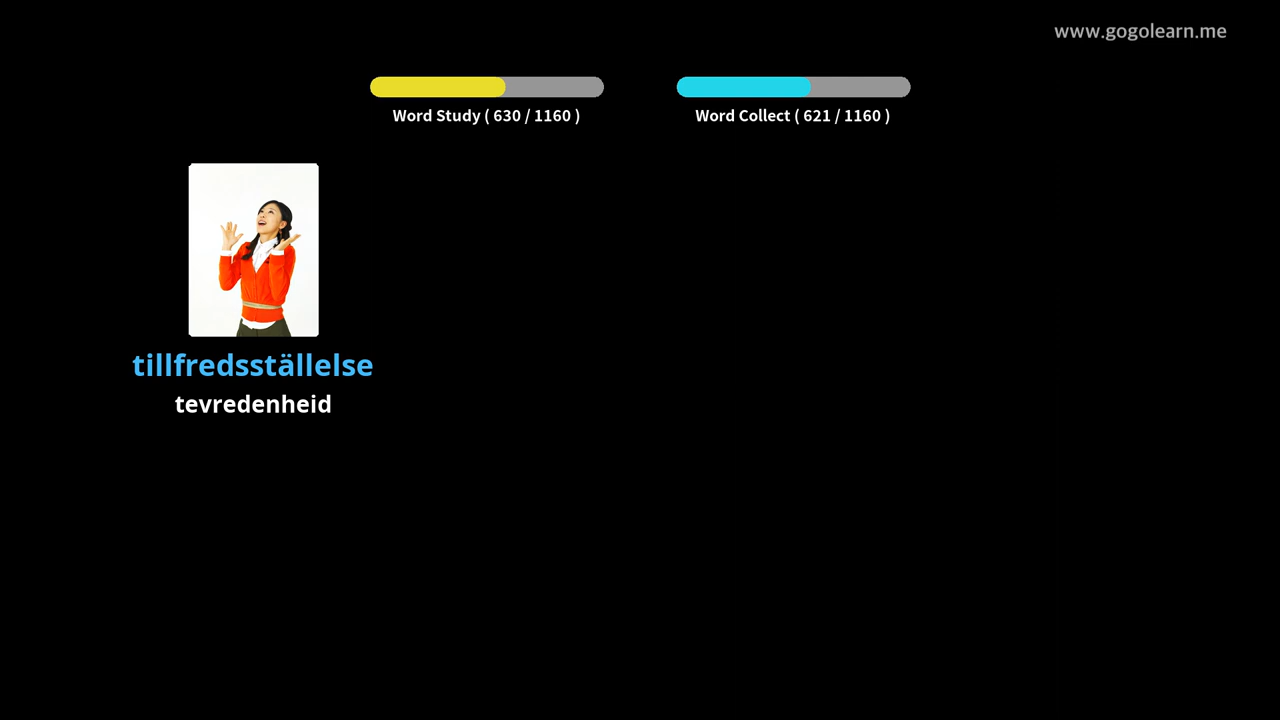 www.gogolearn.me
Word Study ( 630 / 1160 )
Word Collect ( 621 / 1160 )
tillfredsställelse
tevredenheid